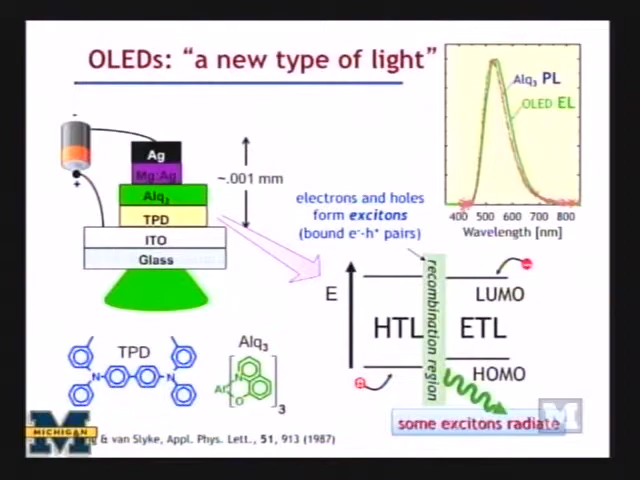 OLEDs: “a new type of light”
Alq3 PL
OLED EL
400 500 600 700 800
Wavelength [nm]
-
+
Ag
Mg:Ag
Alq3
TPD
ITO
Glass
~.001 mm
electrons and holes
form excitons
(bound e--h+ pairs)
E
recombination region
LUMO
HTL
ETL
HOMO
-
+
some excitons radiate
TPD
N
N
Alq3
Al
N
O
3
M
MICHIGAN
& van Slyke, Appl. Phys. Lett., 51, 913 (1987)
M